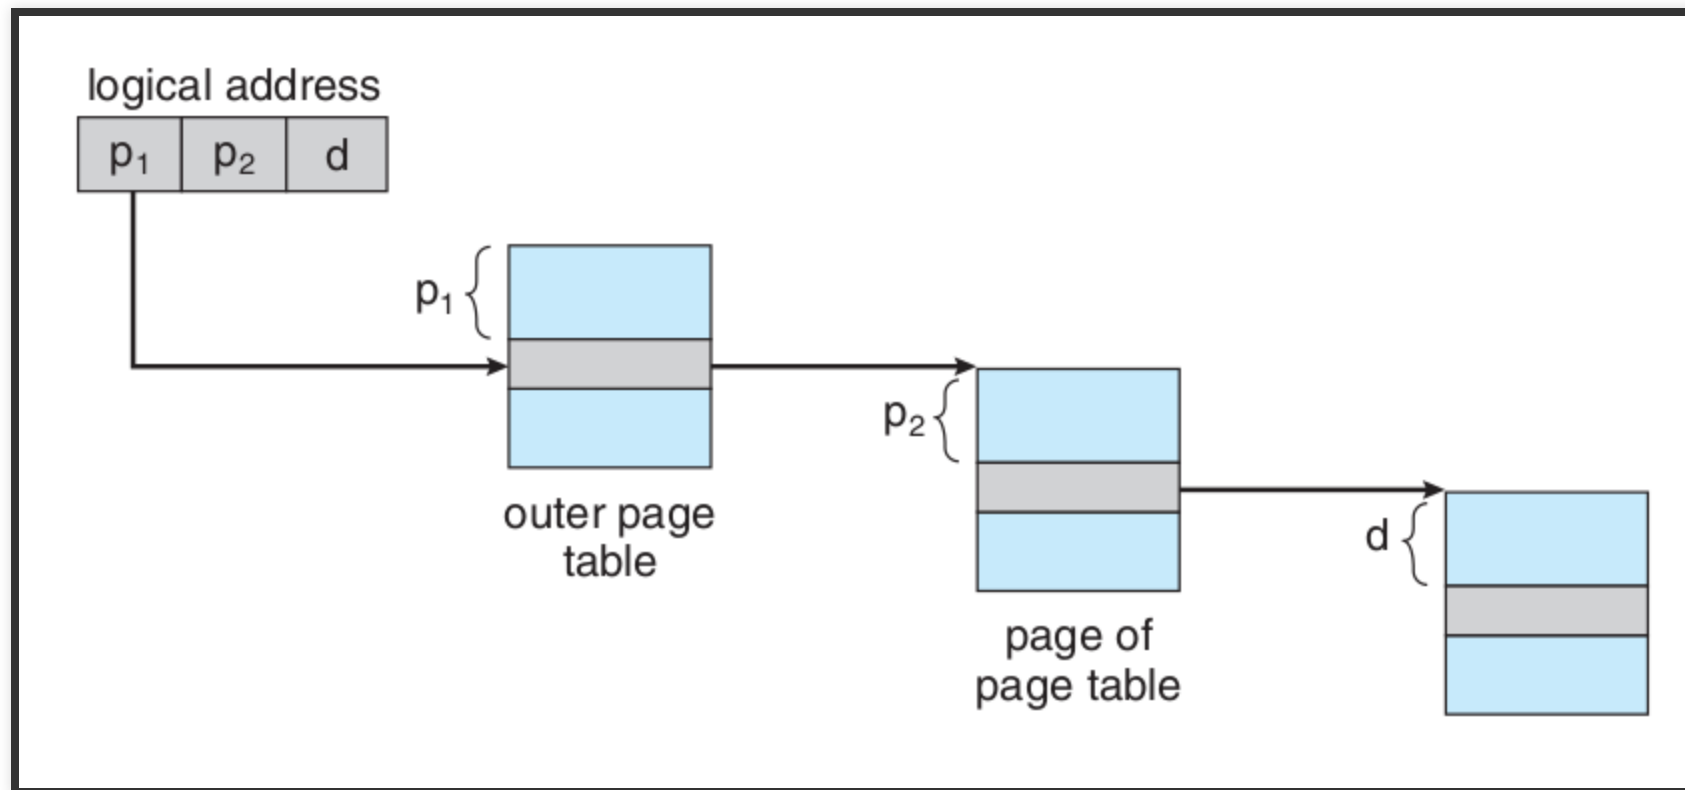 logical address
p₁ p₂ d
p₁
outer page
table
p₂
page of
page table
d